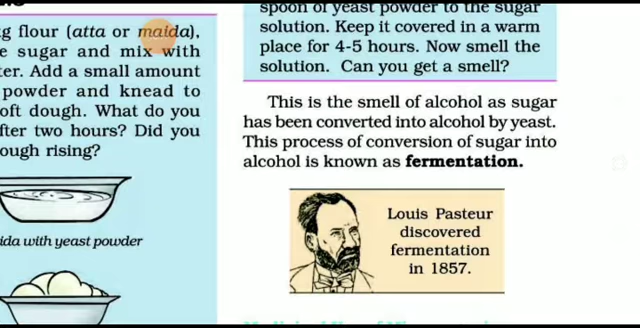 g flour (atta or maida),
e sugar and mix with
ter. Add a small amount
powder and knead to
oft dough. What do you
fter two hours? Did you
ough rising?
ida with yeast powder
spoon of yeast powder to the sugar
solution. Keep it covered in a warm
place for 4-5 hours. Now smell the
solution. Can you get a smell?
This is the smell of alcohol as sugar
has been converted into alcohol by yeast.
This process of conversion of sugar into
alcohol is known as fermentation.
Louis Pasteur
discovered
fermentation
in 1857.